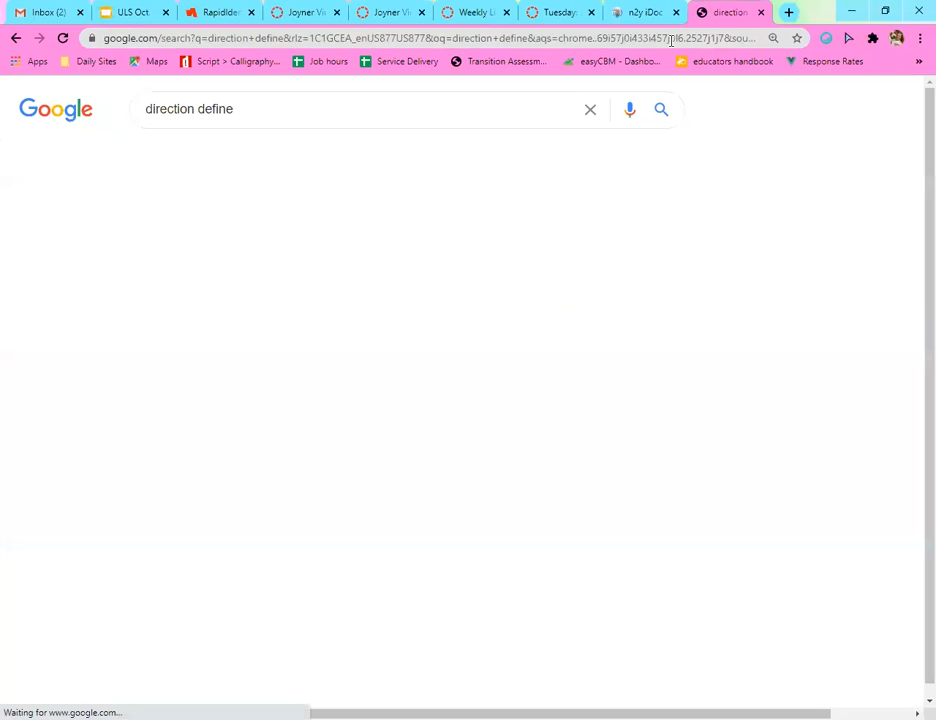 Inbox (2) ULS Oct. RapidIden Joyner Vi Joyner Vi Weekly Li Tuesday: n2y iDoc direction
google.com/search?q=direction+define&rlz=1C1GCEA_enUS877US877&oq=direction+define&aqs=chrome..69i57j0i433i457j0l6.2527j1j7&sou...
Apps Daily Sites Maps Script > Calligraphy... Job hours Service Delivery Transition Assessm... easyCBM - Dashbo... educators handbook Response Rates »
Google direction define
Waiting for www.google.com...